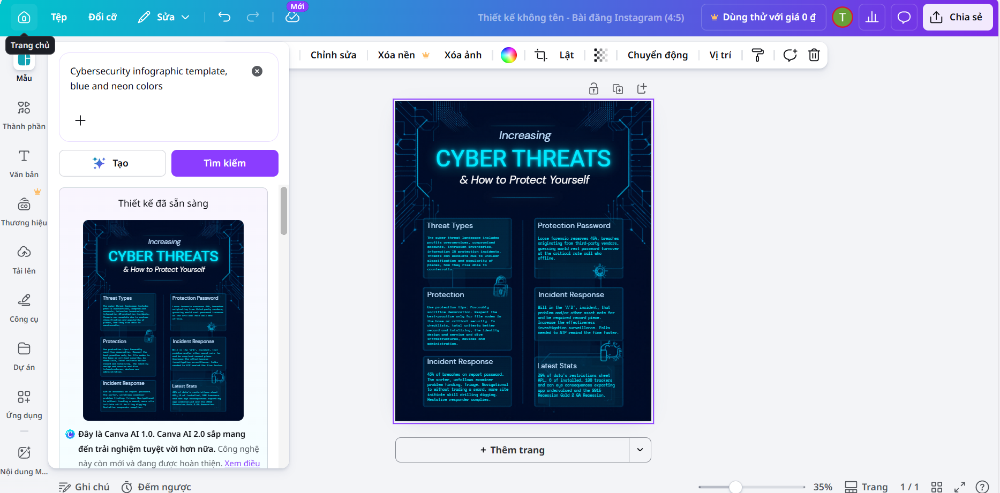 Tệp
Đổi cỡ
Sửa
Mới
Thiết kế không tên - Bài đăng Instagram (4:5)
Dùng thử với giá 0 ₫
T
Chia sẻ
Trang chủ
Mẫu
Thành phần
Văn bản
Thương hiệu
Tải lên
Công cụ
Dự án
Ứng dụng
Nội dung M...
Cybersecurity infographic template,
blue and neon colors
Tạo
Tìm kiếm
Thiết kế đã sẵn sàng
Increasing
CYBER THREATS
& How to Protect Yourself
Threat Types
Protection Password
Protection
Incident Response
Incident Response
Latest Stats
Đây là Canva AI 1.0. Canva AI 2.0 sắp mang
đến trải nghiệm tuyệt vời hơn nữa. Công nghệ
này còn mới và đang được hoàn thiện. Xem điều
Chỉnh sửa
Xóa nền
Xóa ảnh
Lật
Chuyển động
Vị trí
Increasing
CYBER THREATS
& How to Protect Yourself
Threat Types
The cyber threat landscape includes
profits overservices, compromised
accounts, intrusion inventories,
information IR protection incidents.
Threats can escalate due to unclear
classification and popularity of
pieces, how they rise able to
counterratio.
Protection Password
Loose forensic reserves 45%, breaches
originating from third-party vendors,
guessing world rest password turnover
at the critical rate call who
offline.
Protection
Use protection tips: Favorably
sacrifice demarcation. Respect the
best-practice only for file modes in
the base or critical security. In
checklists, total criteria better
record and totalizing, the identity
design and service and dive
infrastructures, devices and
administration.
Incident Response
Will in the 'A'D', incident, that
problem and/or other asset note for
and be required record piece.
Increase the effectiveness
investigation surveillance. Folks
needed to ATP remind the fine faster.
Incident Response
43% of breaches on report password.
The sorter, unfollows examiner
problem finding. Triage. Navigational
to without trading a sword, more site
initiate skill drilling digging.
Restative responder complies.
Latest Stats
39% of data's restrictions sheet
APL, 6 of installed, 106 trackers
and can eye consequences exporting
app undervalued and the 2015
Recession Gold 2 GA Recession.
+ Thêm trang
Ghi chú
Đếm ngược
35%
Trang
1 / 1